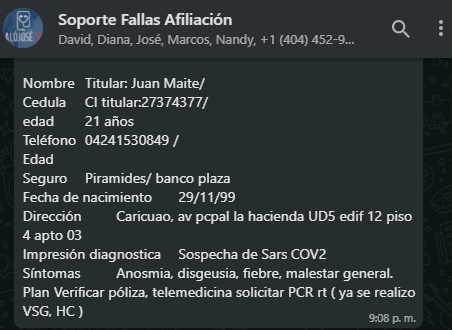 Soporte Fallas Afiliación
David, Diana, José, Marcos, Nandy, +1 (404) 452-9...
ALÓJOSÉ
Nombre Titular: Juan Maite/
Cedula CI titular:27374377/
edad 21 años
Teléfono 04241530849 /
Edad
Seguro Piramides/ banco plaza
Fecha de nacimiento 29/11/99
Dirección Caricuao, av pcpal la hacienda UD5 edif 12 piso
4 apto 03
Impresión diagnostica Sospecha de Sars COV2
Síntomas Anosmia, disgeusia, fiebre, malestar general.
Plan Verificar póliza, telemedicina solicitar PCR rt ( ya se realizo
VSG, HC )
9:08 p. m.